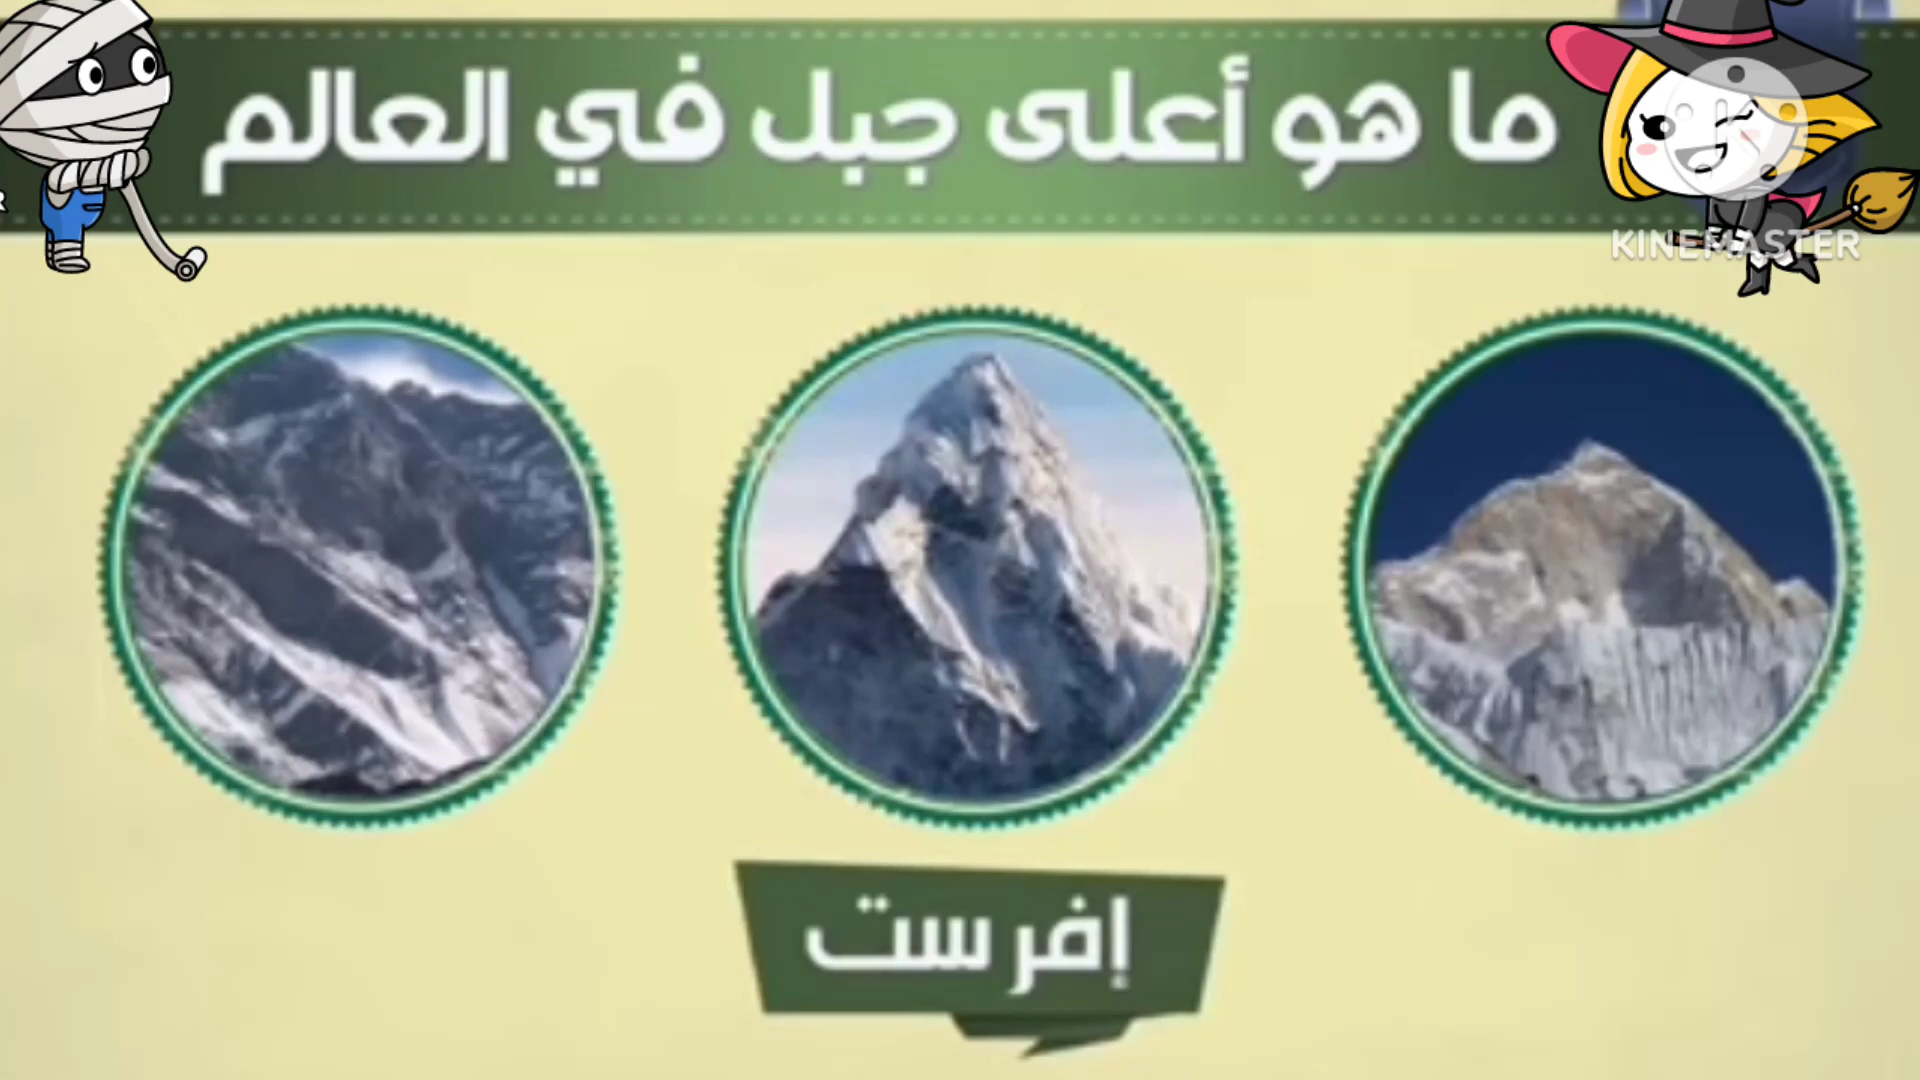 ما هو أعلى جبل في العالم
KINEMASTER
إفرست